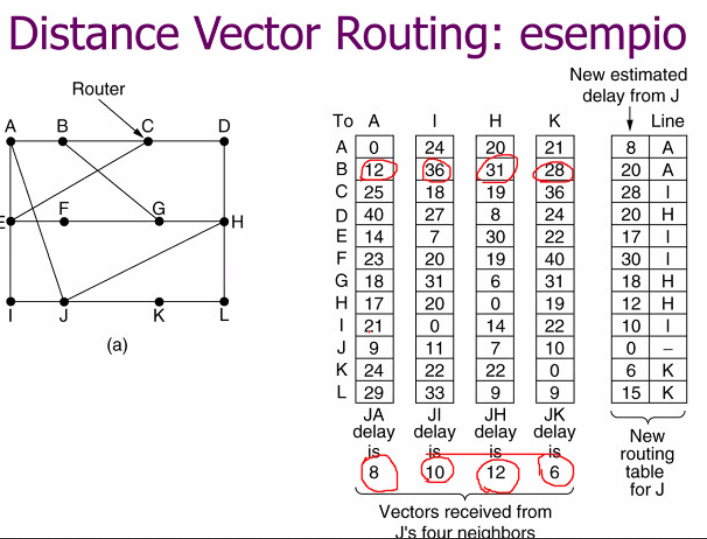 Distance Vector Routing: esempio
Router
A B C D
E F G H
I J K L
(a)
New estimated
delay from J
To A I H K Line
A 0 24 20 21 8 A
B 12 36 31 28 20 A
C 25 18 19 36 28 I
D 40 27 8 24 20 H
E 14 7 30 22 17 I
F 23 20 19 40 30 I
G 18 31 6 31 18 H
H 17 20 0 19 12 H
I 21 0 14 22 10 I
J 9 11 7 10 0 –
K 24 22 22 0 6 K
L 29 33 9 9 15 K
JA JI JH JK
delay delay delay delay
is is is is
8 10 12 6
Vectors received from
J's four neighbors
New
routing
table
for J